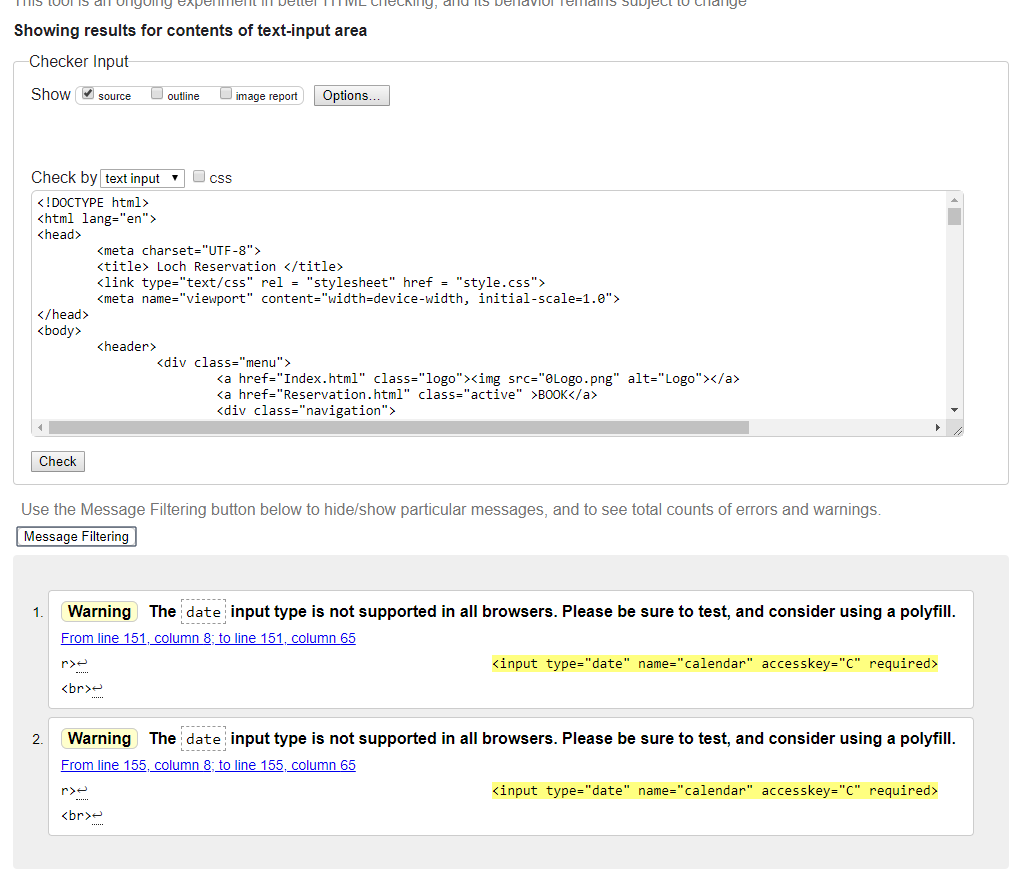 This tool is an ongoing experiment in better HTML checking, and its behavior remains subject to change
Showing results for contents of text-input area
Checker Input
Show source outline image report Options...
Check by text input css
<!DOCTYPE html>
<html lang="en">
<head>
<meta charset="UTF-8">
<title> Loch Reservation </title>
<link type="text/css" rel = "stylesheet" href = "style.css">
<meta name="viewport" content="width=device-width, initial-scale=1.0">
</head>
<body>
<header>
<div class="menu">
<a href="Index.html" class="logo"><img src="0Logo.png" alt="Logo"></a>
<a href="Reservation.html" class="active" >BOOK</a>
<div class="navigation">
Check
Use the Message Filtering button below to hide/show particular messages, and to see total counts of errors and warnings.
Message Filtering
1. Warning The date input type is not supported in all browsers. Please be sure to test, and consider using a polyfill.
From line 151, column 8; to line 151, column 65
r>↩ <input type="date" name="calendar" accesskey="C" required>
<br>↩
2. Warning The date input type is not supported in all browsers. Please be sure to test, and consider using a polyfill.
From line 155, column 8; to line 155, column 65
r>↩ <input type="date" name="calendar" accesskey="C" required>
<br>↩